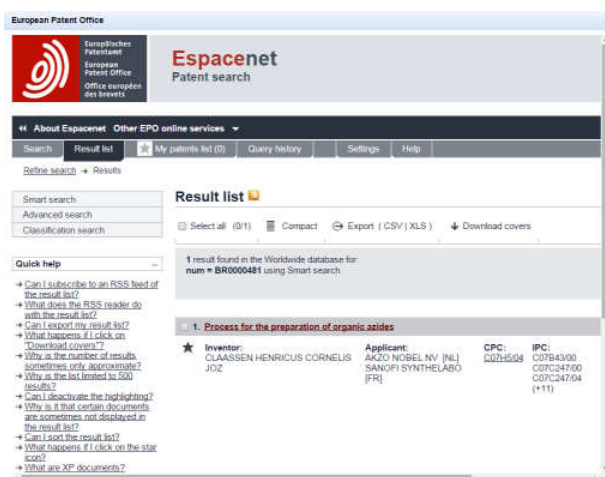 European Patent Office
Europäisches
Patentamt
European
Patent Office
Office européen
des brevets
Espacenet
Patent search
About Espacenet Other EPO online services
Search Result list My patents list (0) Query history Settings Help
Refine search → Results
Smart search
Advanced search
Classification search
Quick help
→ Can I subscribe to an RSS feed of
the result list?
→ What does the RSS reader do
with the result list?
→ Can I export my result list?
→ What happens if I click on
"Download covers"?
→ Why is the number of results
sometimes only approximate?
→ Why is the list limited to 500
results?
→ Can I deactivate the highlighting?
→ Why is it that certain documents
are sometimes not displayed in
the result list?
→ Can I sort the result list?
→ What happens if I click on the star
icon?
→ What are XP documents?
Result list
Select all (0/1) Compact Export ( CSV | XLS ) Download covers
1 result found in the Worldwide database for:
num = BR0000481 using Smart search
1. Process for the preparation of organic azides
Inventor:
CLAASSEN HENRICUS CORNELIS
JOZ
Applicant:
AKZO NOBEL NV [NL]
SANOFI SYNTHELABO
[FR]
CPC:
C07H5/04
IPC:
C07B43/00
C07C247/00
C07C247/04
(+11)